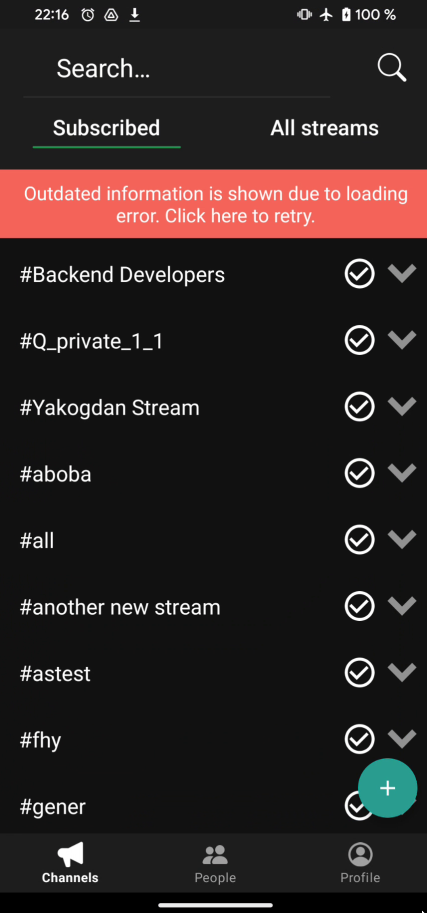 22:16
100 %
Search...
Subscribed
All streams
Outdated information is shown due to loading
error. Click here to retry.
#Backend Developers
#Q_private_1_1
#Yakogdan Stream
#aboba
#all
#another new stream
#astest
#fhy
+
#gener
Channels
People
Profile